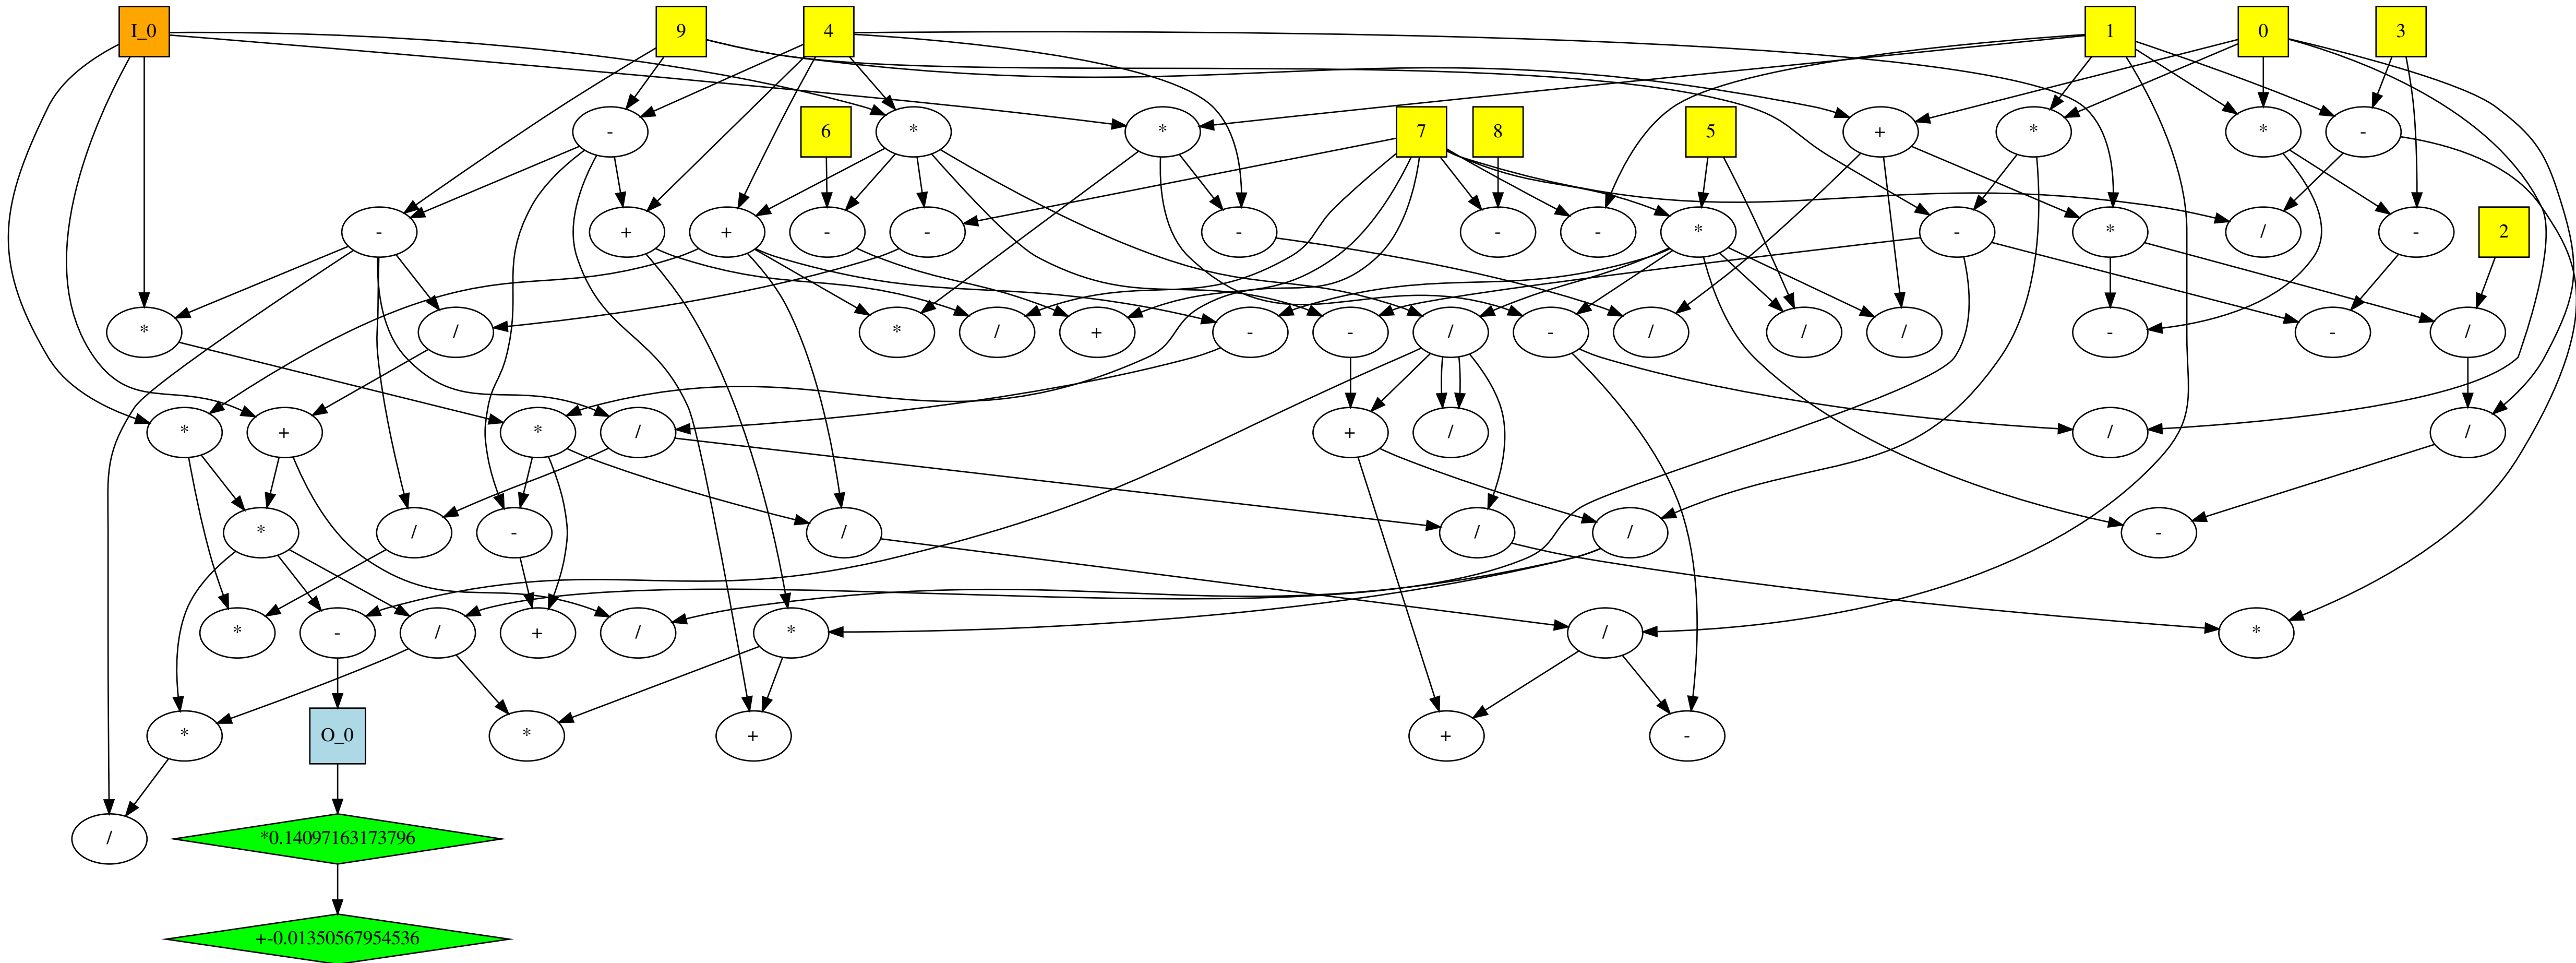 I_0 9 4 1 0 3
- 6 * * 7 8 5 + * * -
- + + - - - - - * - * / - 2
* / * / + - - / - / / / - - /
* + * / + / / /
* / - / / / -
* - / + / * / *
* O_0 * + + -
/ *0.14097163173796
+-0.01350567954536